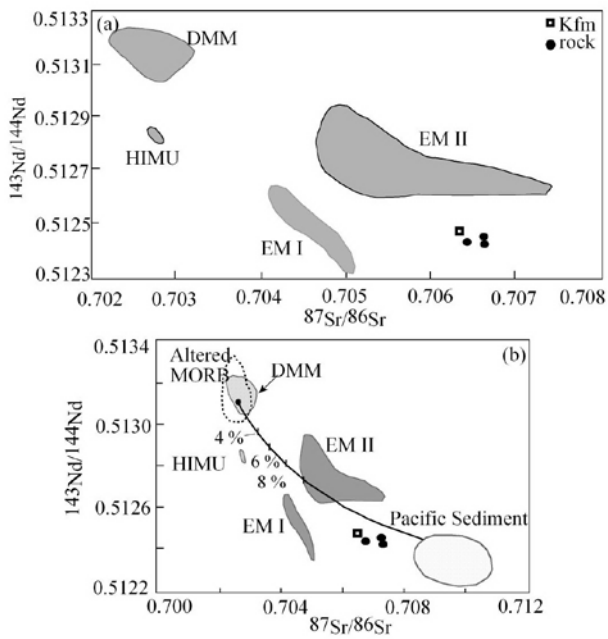 (a)
Kfm
rock
DMM
HIMU
EM II
EM I
143Nd/144Nd
0.5133
0.5131
0.5129
0.5127
0.5125
0.5123
0.702 0.703 0.704 0.705 0.706 0.707 0.708
87Sr/86Sr
(b)
Altered
MORB
DMM
4 %
HIMU
6 %
8 %
EM II
EM I
Pacific Sediment
143Nd/144Nd
0.5134
0.5130
0.5126
0.5122
0.700 0.704 0.708 0.712
87Sr/86Sr